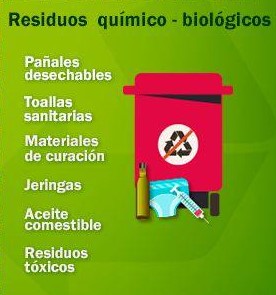 Residuos químico - biológicos
Pañales
desechables
Toallas
sanitarias
Materiales
de curación
Jeringas
Aceite
comestible
Residuos
tóxicos